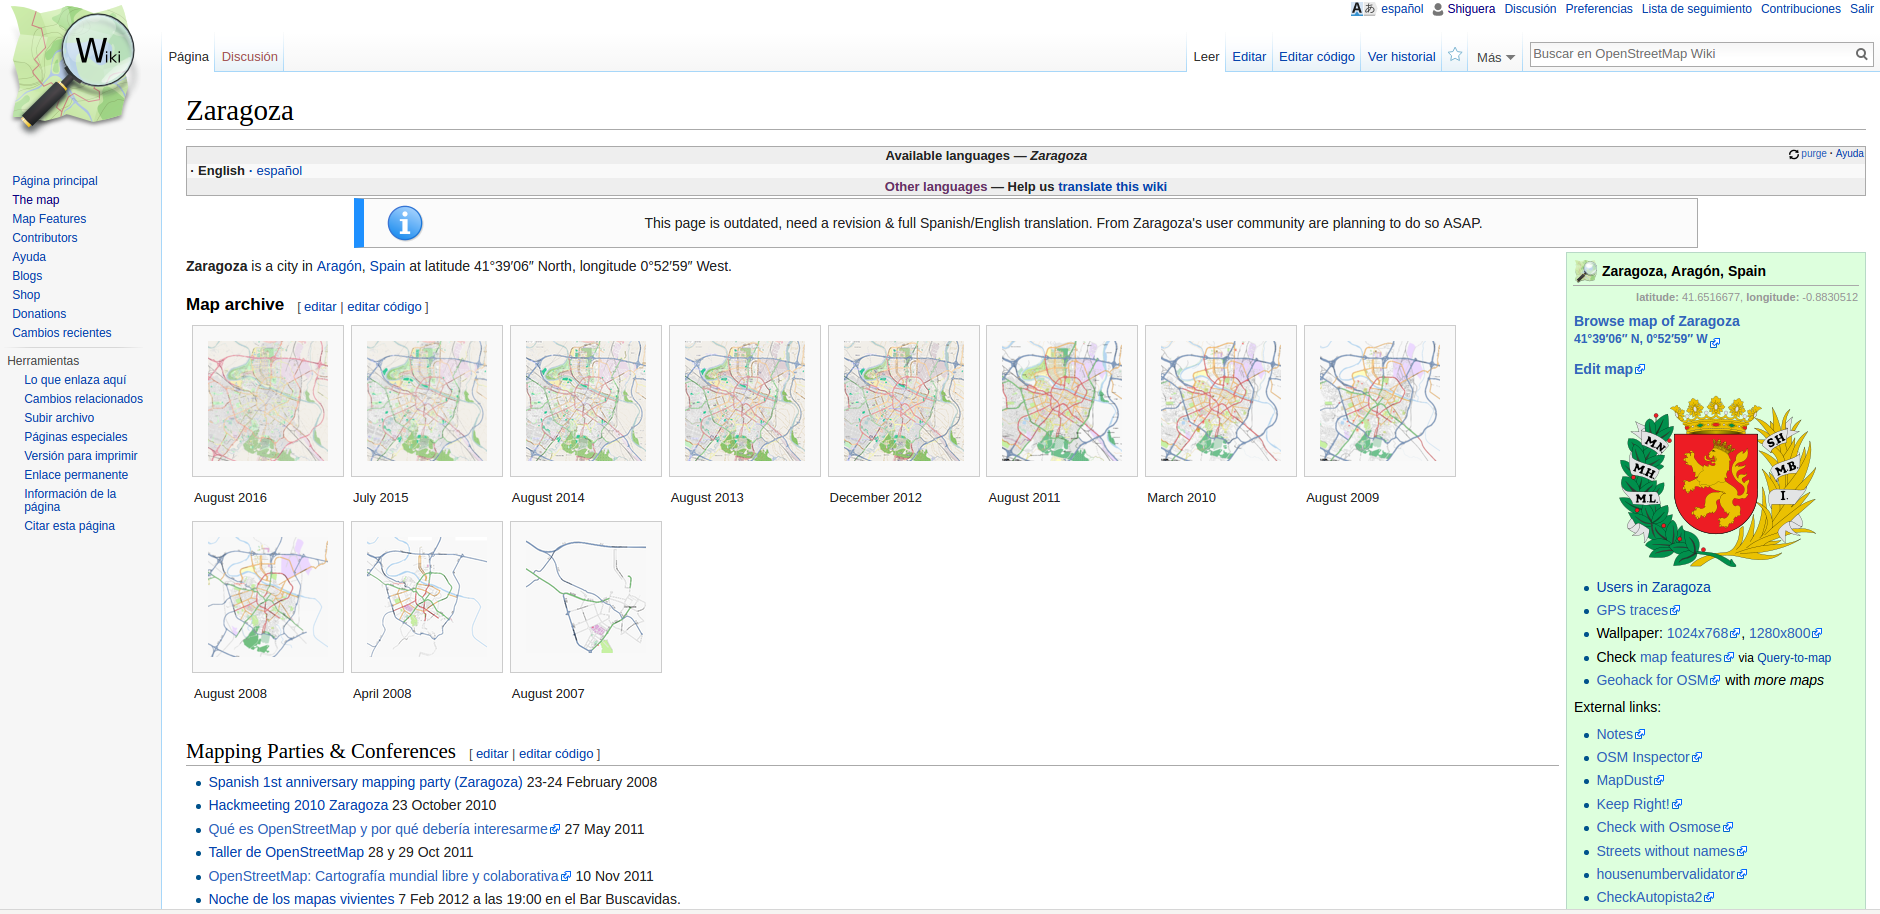 Wiki
español Shiguera Discusión Preferencias Lista de seguimiento Contribuciones Salir
Página Discusión Leer Editar Editar código Ver historial Más Buscar en OpenStreetMap Wiki
Zaragoza
Available languages — Zaragoza purge · Ayuda
· English · español
Other languages — Help us translate this wiki
This page is outdated, need a revision & full Spanish/English translation. From Zaragoza's user community are planning to do so ASAP.
Página principal
The map
Map Features
Contributors
Ayuda
Blogs
Shop
Donations
Cambios recientes
Herramientas
Lo que enlaza aquí
Cambios relacionados
Subir archivo
Páginas especiales
Versión para imprimir
Enlace permanente
Información de la
página
Citar esta página
Zaragoza is a city in Aragón, Spain at latitude 41°39′06″ North, longitude 0°52′59″ West.
Map archive [ editar | editar código ]
August 2016 July 2015 August 2014 August 2013 December 2012 August 2011 March 2010 August 2009
August 2008 April 2008 August 2007
Mapping Parties & Conferences [ editar | editar código ]
Spanish 1st anniversary mapping party (Zaragoza) 23-24 February 2008
Hackmeeting 2010 Zaragoza 23 October 2010
Qué es OpenStreetMap y por qué debería interesarme 27 May 2011
Taller de OpenStreetMap 28 y 29 Oct 2011
OpenStreetMap: Cartografía mundial libre y colaborativa 10 Nov 2011
Noche de los mapas vivientes 7 Feb 2012 a las 19:00 en el Bar Buscavidas.
Zaragoza, Aragón, Spain
latitude: 41.6516677, longitude: -0.8830512
Browse map of Zaragoza
41°39′06″ N, 0°52′59″ W
Edit map
M.N. S.H.
M.H. M.B.
M.L. I.
Users in Zaragoza
GPS traces
Wallpaper: 1024x768, 1280x800
Check map features via Query-to-map
Geohack for OSM with more maps
External links:
Notes
OSM Inspector
MapDust
Keep Right!
Check with Osmose
Streets without names
housenumbervalidator
CheckAutopista2